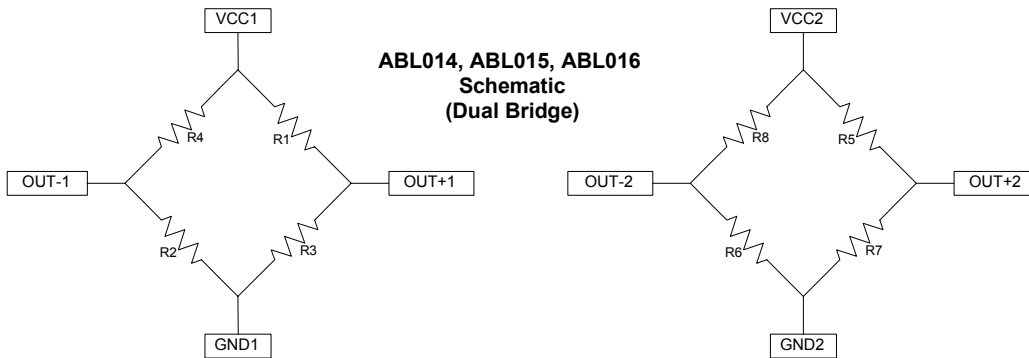 VCC1
VCC2
ABL014, ABL015, ABL016
Schematic
(Dual Bridge)
R4
R1
R8
R5
OUT-1
OUT+1
OUT-2
OUT+2
R2
R3
R6
R7
GND1
GND2